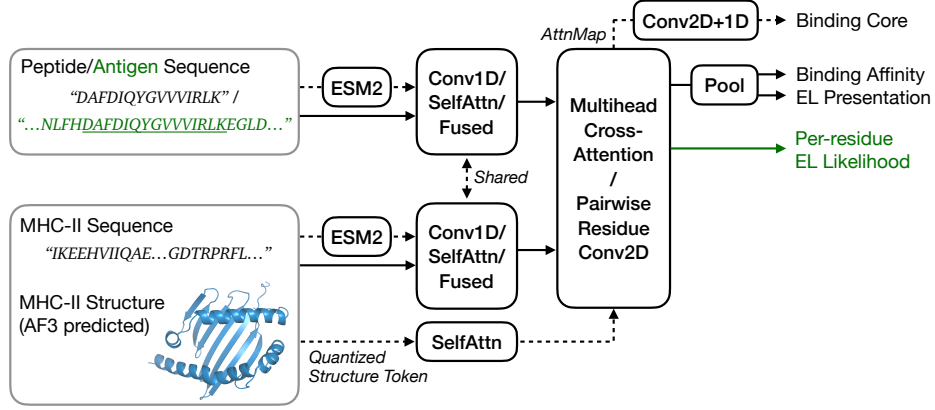 Peptide/Antigen Sequence
"DAFDIQYGVVVIRLK" /
"...NLFHDAFDIQYGVVVIRLKEGLD..."
MHC-II Sequence
"IKEEHVIIQAE...GDTRPRFL..."
MHC-II Structure
(AF3 predicted)
ESM2
ESM2
Quantized
Structure Token
Conv1D/
SelfAttn/
Fused
Shared
Conv1D/
SelfAttn/
Fused
SelfAttn
AttnMap
Multihead
Cross-
Attention
/
Pairwise
Residue
Conv2D
Conv2D+1D
Pool
Binding Core
Binding Affinity
EL Presentation
Per-residue
EL Likelihood